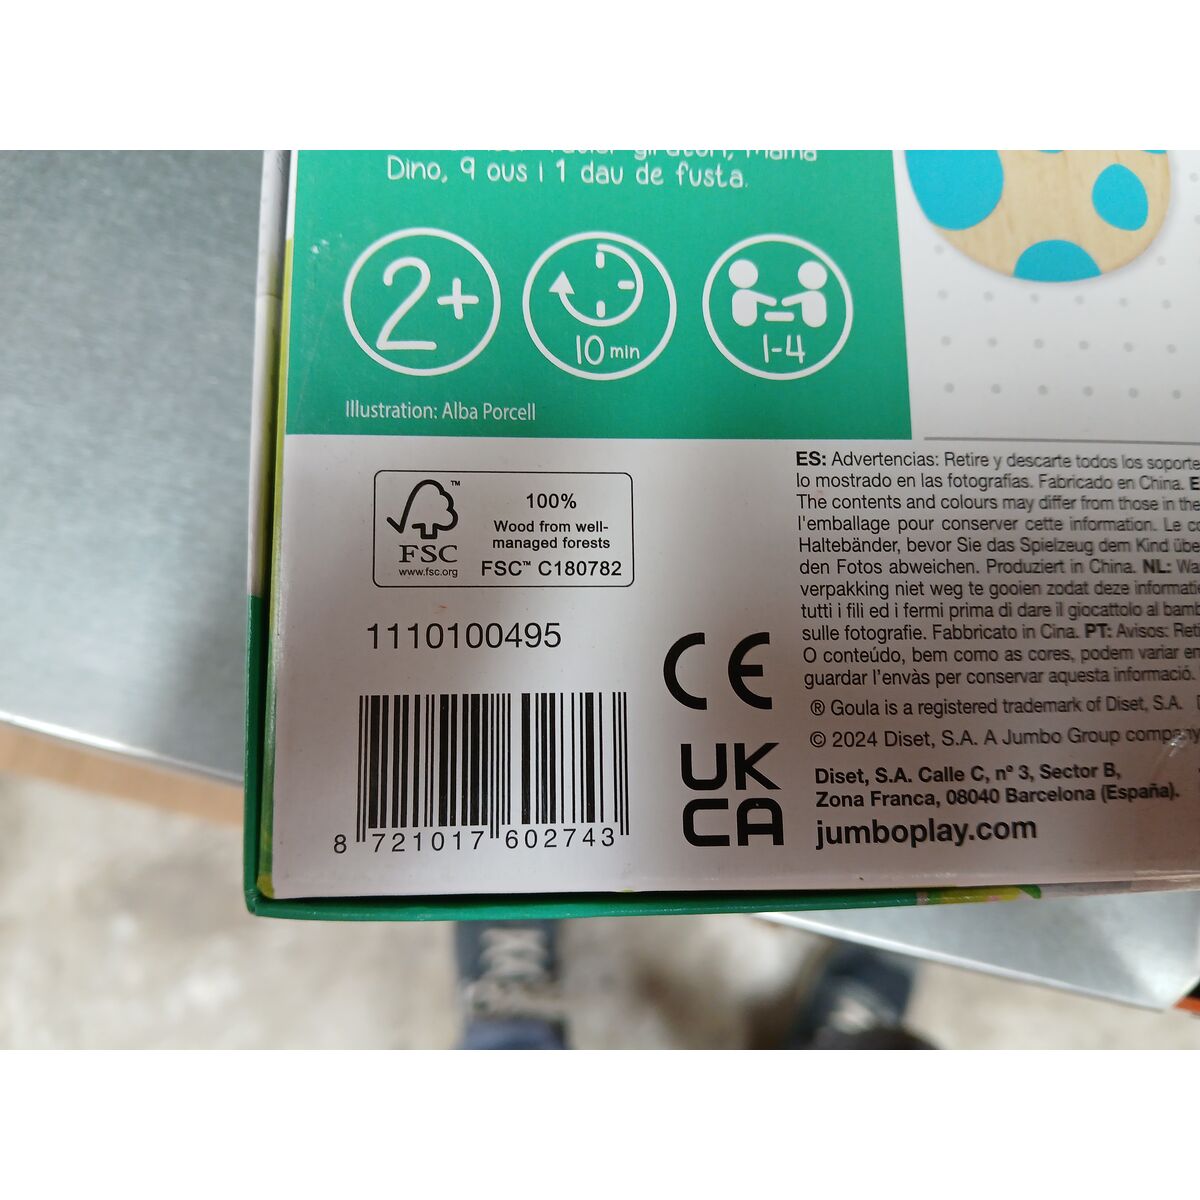 mama
Dino, 9 ous i 1 dau de fusta.
2+
10 min
1-4
Illustration: Alba Porcell
FSC™
www.fsc.org
100%
Wood from well-
managed forests
FSC™ C180782
1110100495
8 721017 602743
CE
UK
CA
ES: Advertencias: Retire y descarte todos los soporte
lo mostrado en las fotografías. Fabricado en China. E
The contents and colours may differ from those in the
l'emballage pour conserver cette information. Le co
Haltebänder, bevor Sie das Spielzeug dem Kind übe
den Fotos abweichen. Produziert in China. NL: Wa
verpakking niet weg te gooien zodat deze informatie
tutti i fili ed i fermi prima di dare il giocattolo al bamb
sulle fotografie. Fabbricato in Cina. PT: Avisos: Reti
O conteúdo, bem como as cores, podem variar en
guardar l'envàs per conservar aquesta informació.
® Goula is a registered trademark of Diset, S.A.
© 2024 Diset, S.A. A Jumbo Group company
Diset, S.A. Calle C, nº 3, Sector B,
Zona Franca, 08040 Barcelona (España).
jumboplay.com